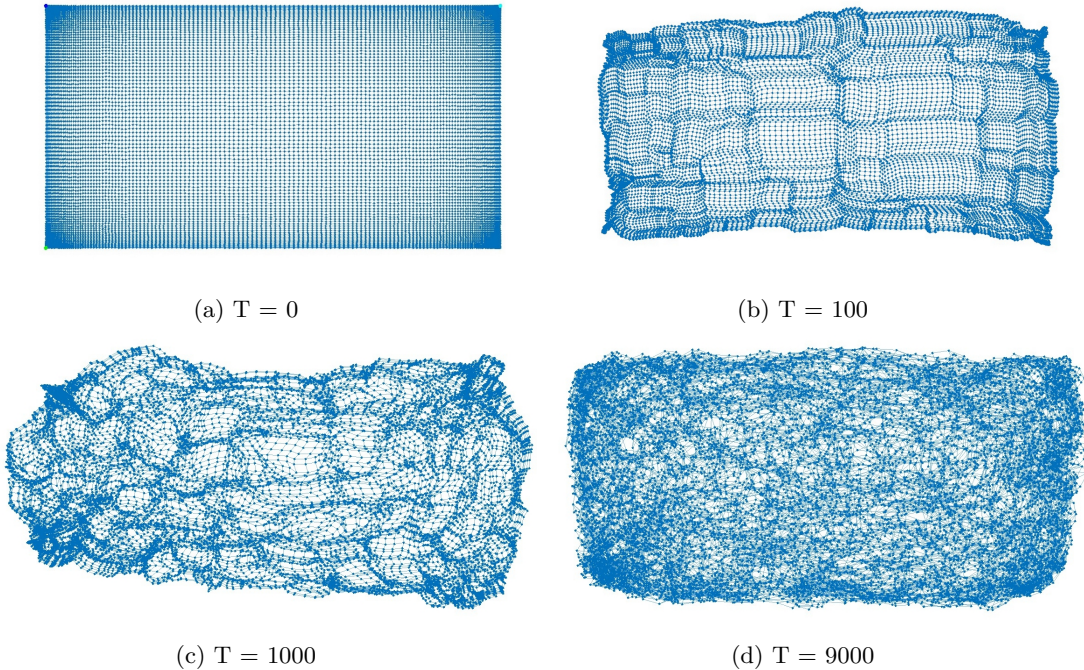 (a) T = 0
(b) T = 100
(c) T = 1000
(d) T = 9000